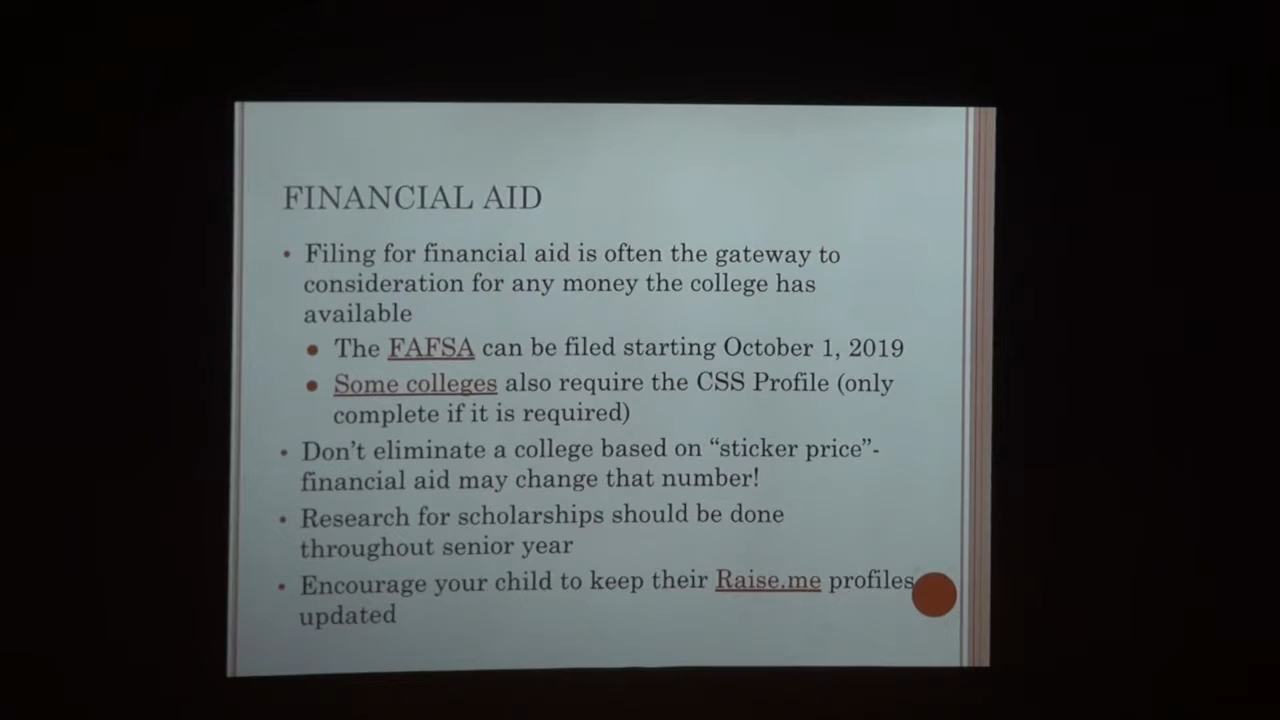 FINANCIAL AID
• Filing for financial aid is often the gateway to
consideration for any money the college has
available
• The FAFSA can be filed starting October 1, 2019
• Some colleges also require the CSS Profile (only
complete if it is required)
• Don't eliminate a college based on “sticker price”-
financial aid may change that number!
• Research for scholarships should be done
throughout senior year
• Encourage your child to keep their Raise.me profiles
updated